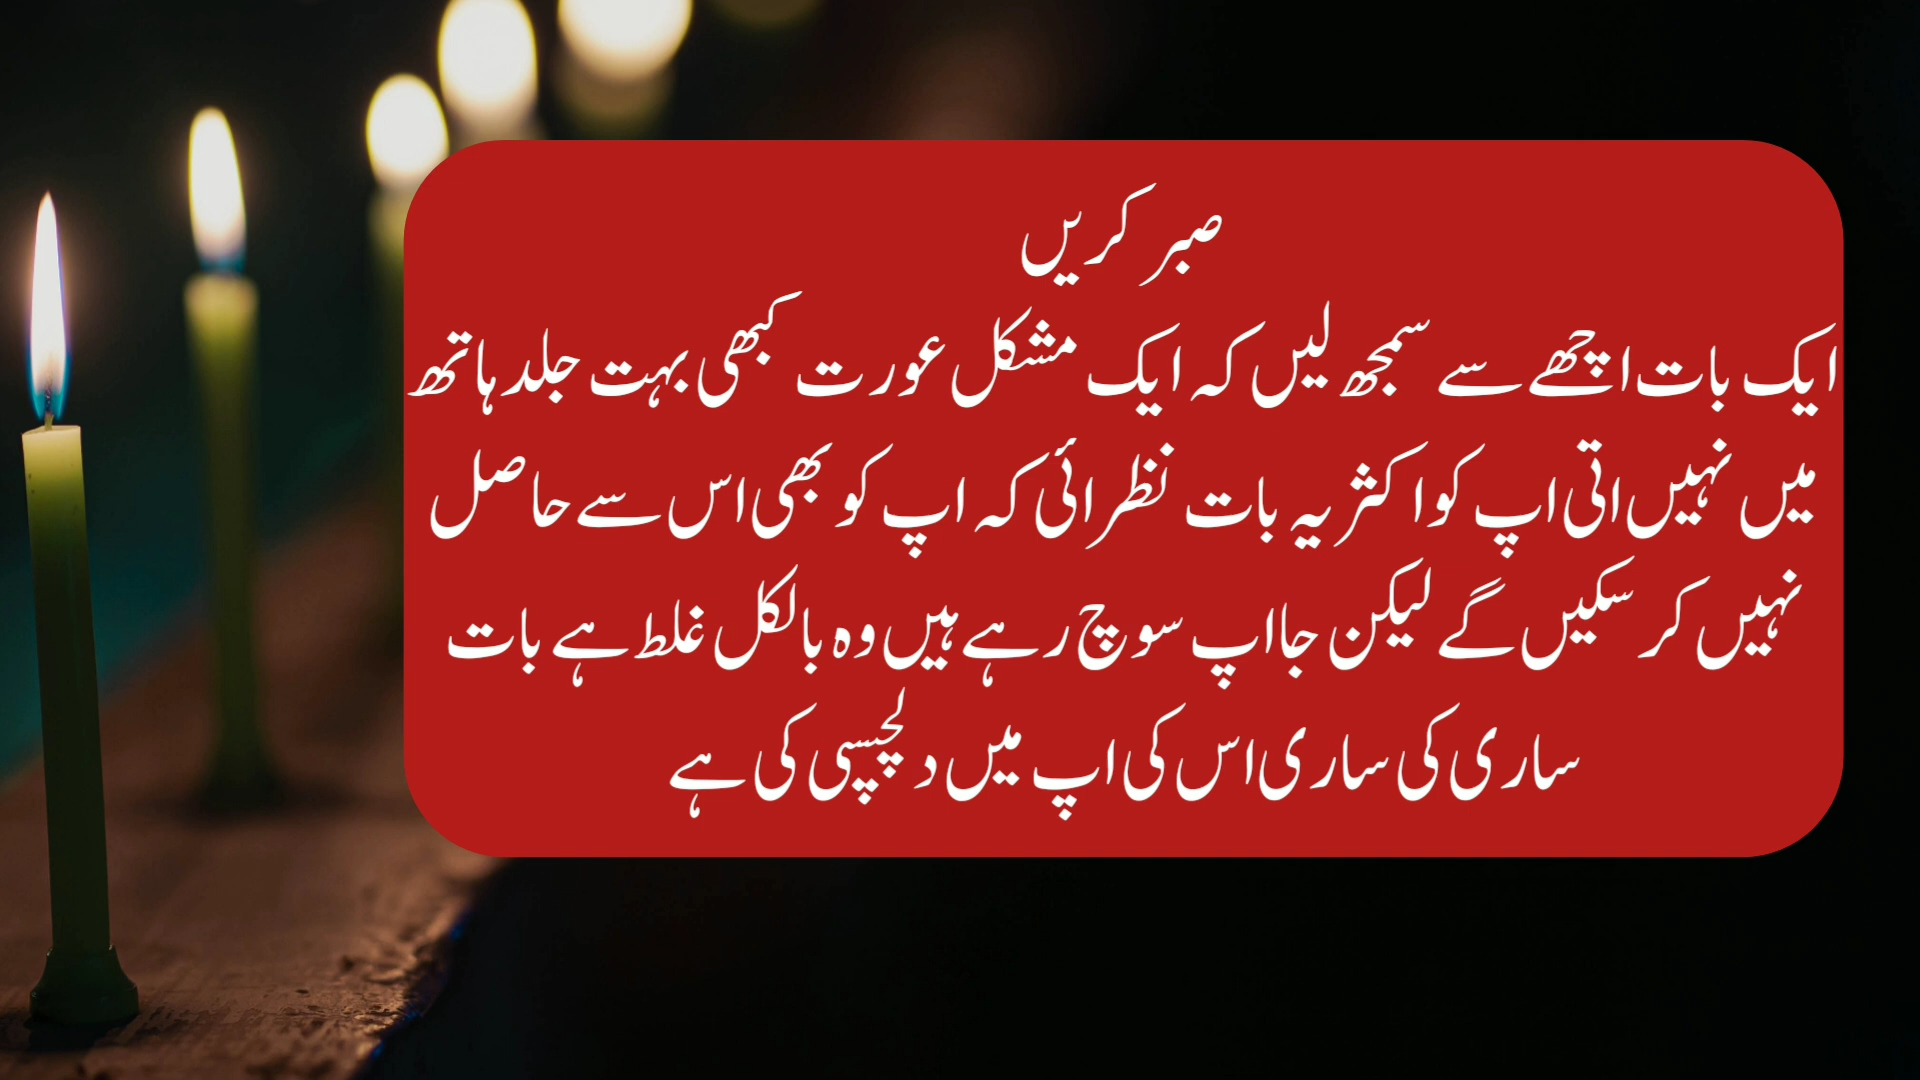 صبر کریں
ایک بات اچھے سے سمجھ لیں کہ ایک مشکل عورت کبھی بہت جلد ہاتھ
میں نہیں اتی اپ کو اکثر یہ بات نظر ائی کہ اپ کو بھی اس سے حاصل
نہیں کر سکیں گے لیکن جا اپ سوچ رہے ہیں وہ بالکل غلط ہے بات
ساری کی ساری اس کی اپ میں دلچسپی کی ہے